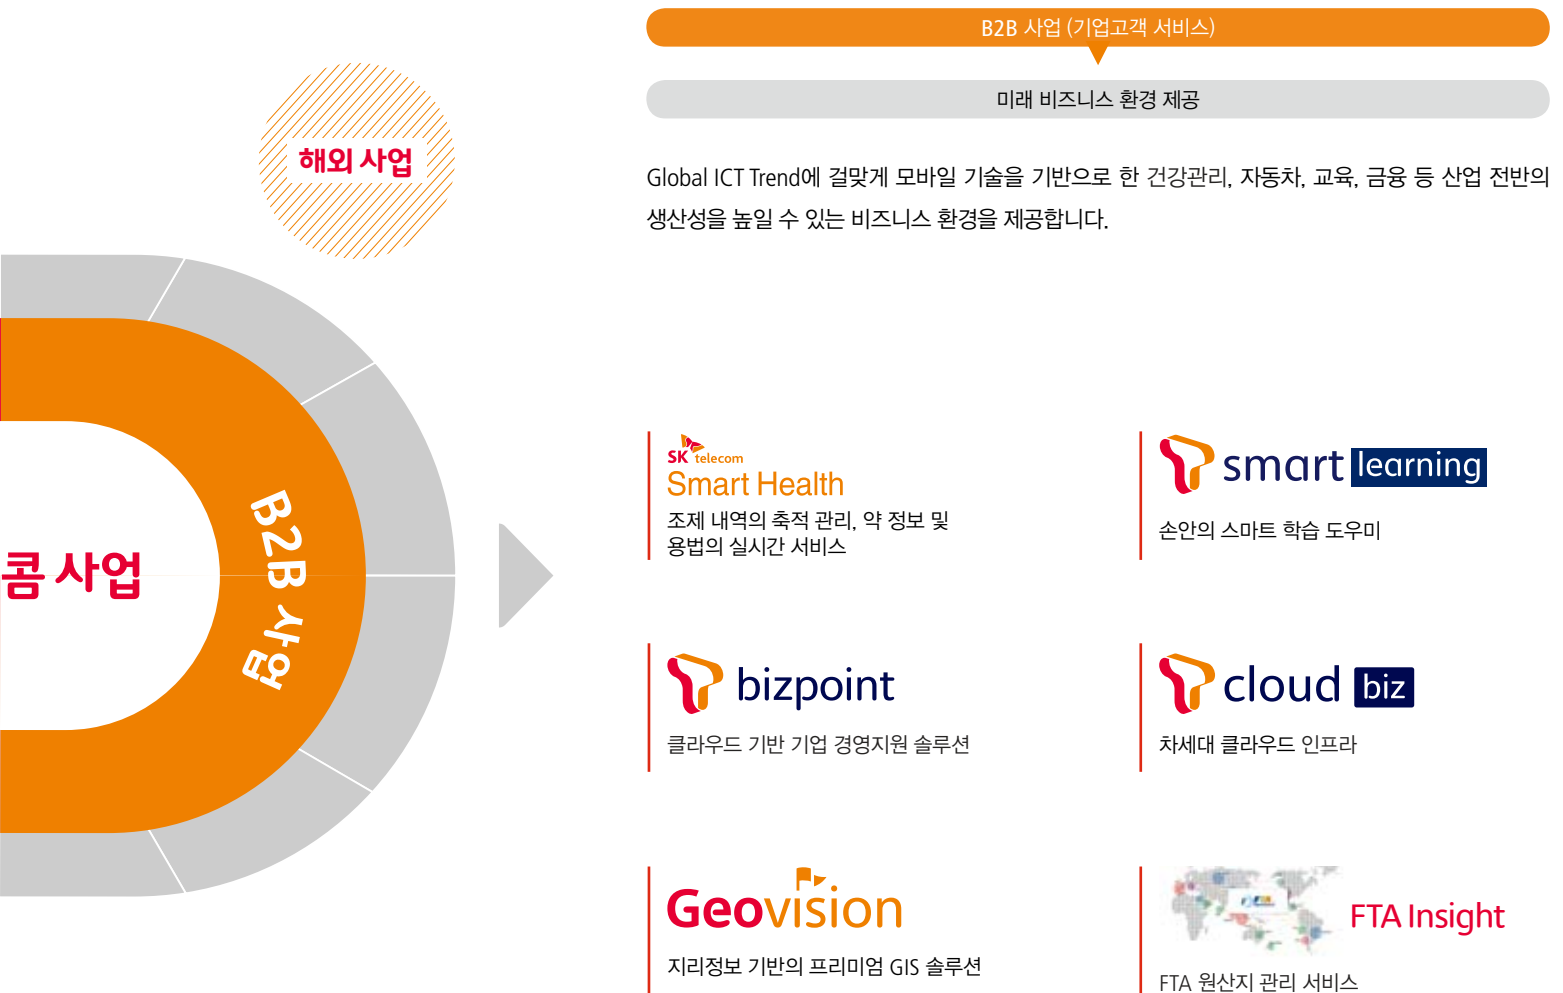 B2B 사업 (기업고객 서비스)
미래 비즈니스 환경 제공
해외 사업
Global ICT Trend에 걸맞게 모바일 기술을 기반으로 한 건강관리, 자동차, 교육, 금융 등 산업 전반의
생산성을 높일 수 있는 비즈니스 환경을 제공합니다.
콤 사업
B2B 사업
SK telecom
Smart Health
조제 내역의 축적 관리, 약 정보 및
용법의 실시간 서비스
smart learning
손안의 스마트 학습 도우미
bizpoint
클라우드 기반 기업 경영지원 솔루션
cloud biz
차세대 클라우드 인프라
Geovision
지리정보 기반의 프리미엄 GIS 솔루션
FTA Insight
FTA 원산지 관리 서비스